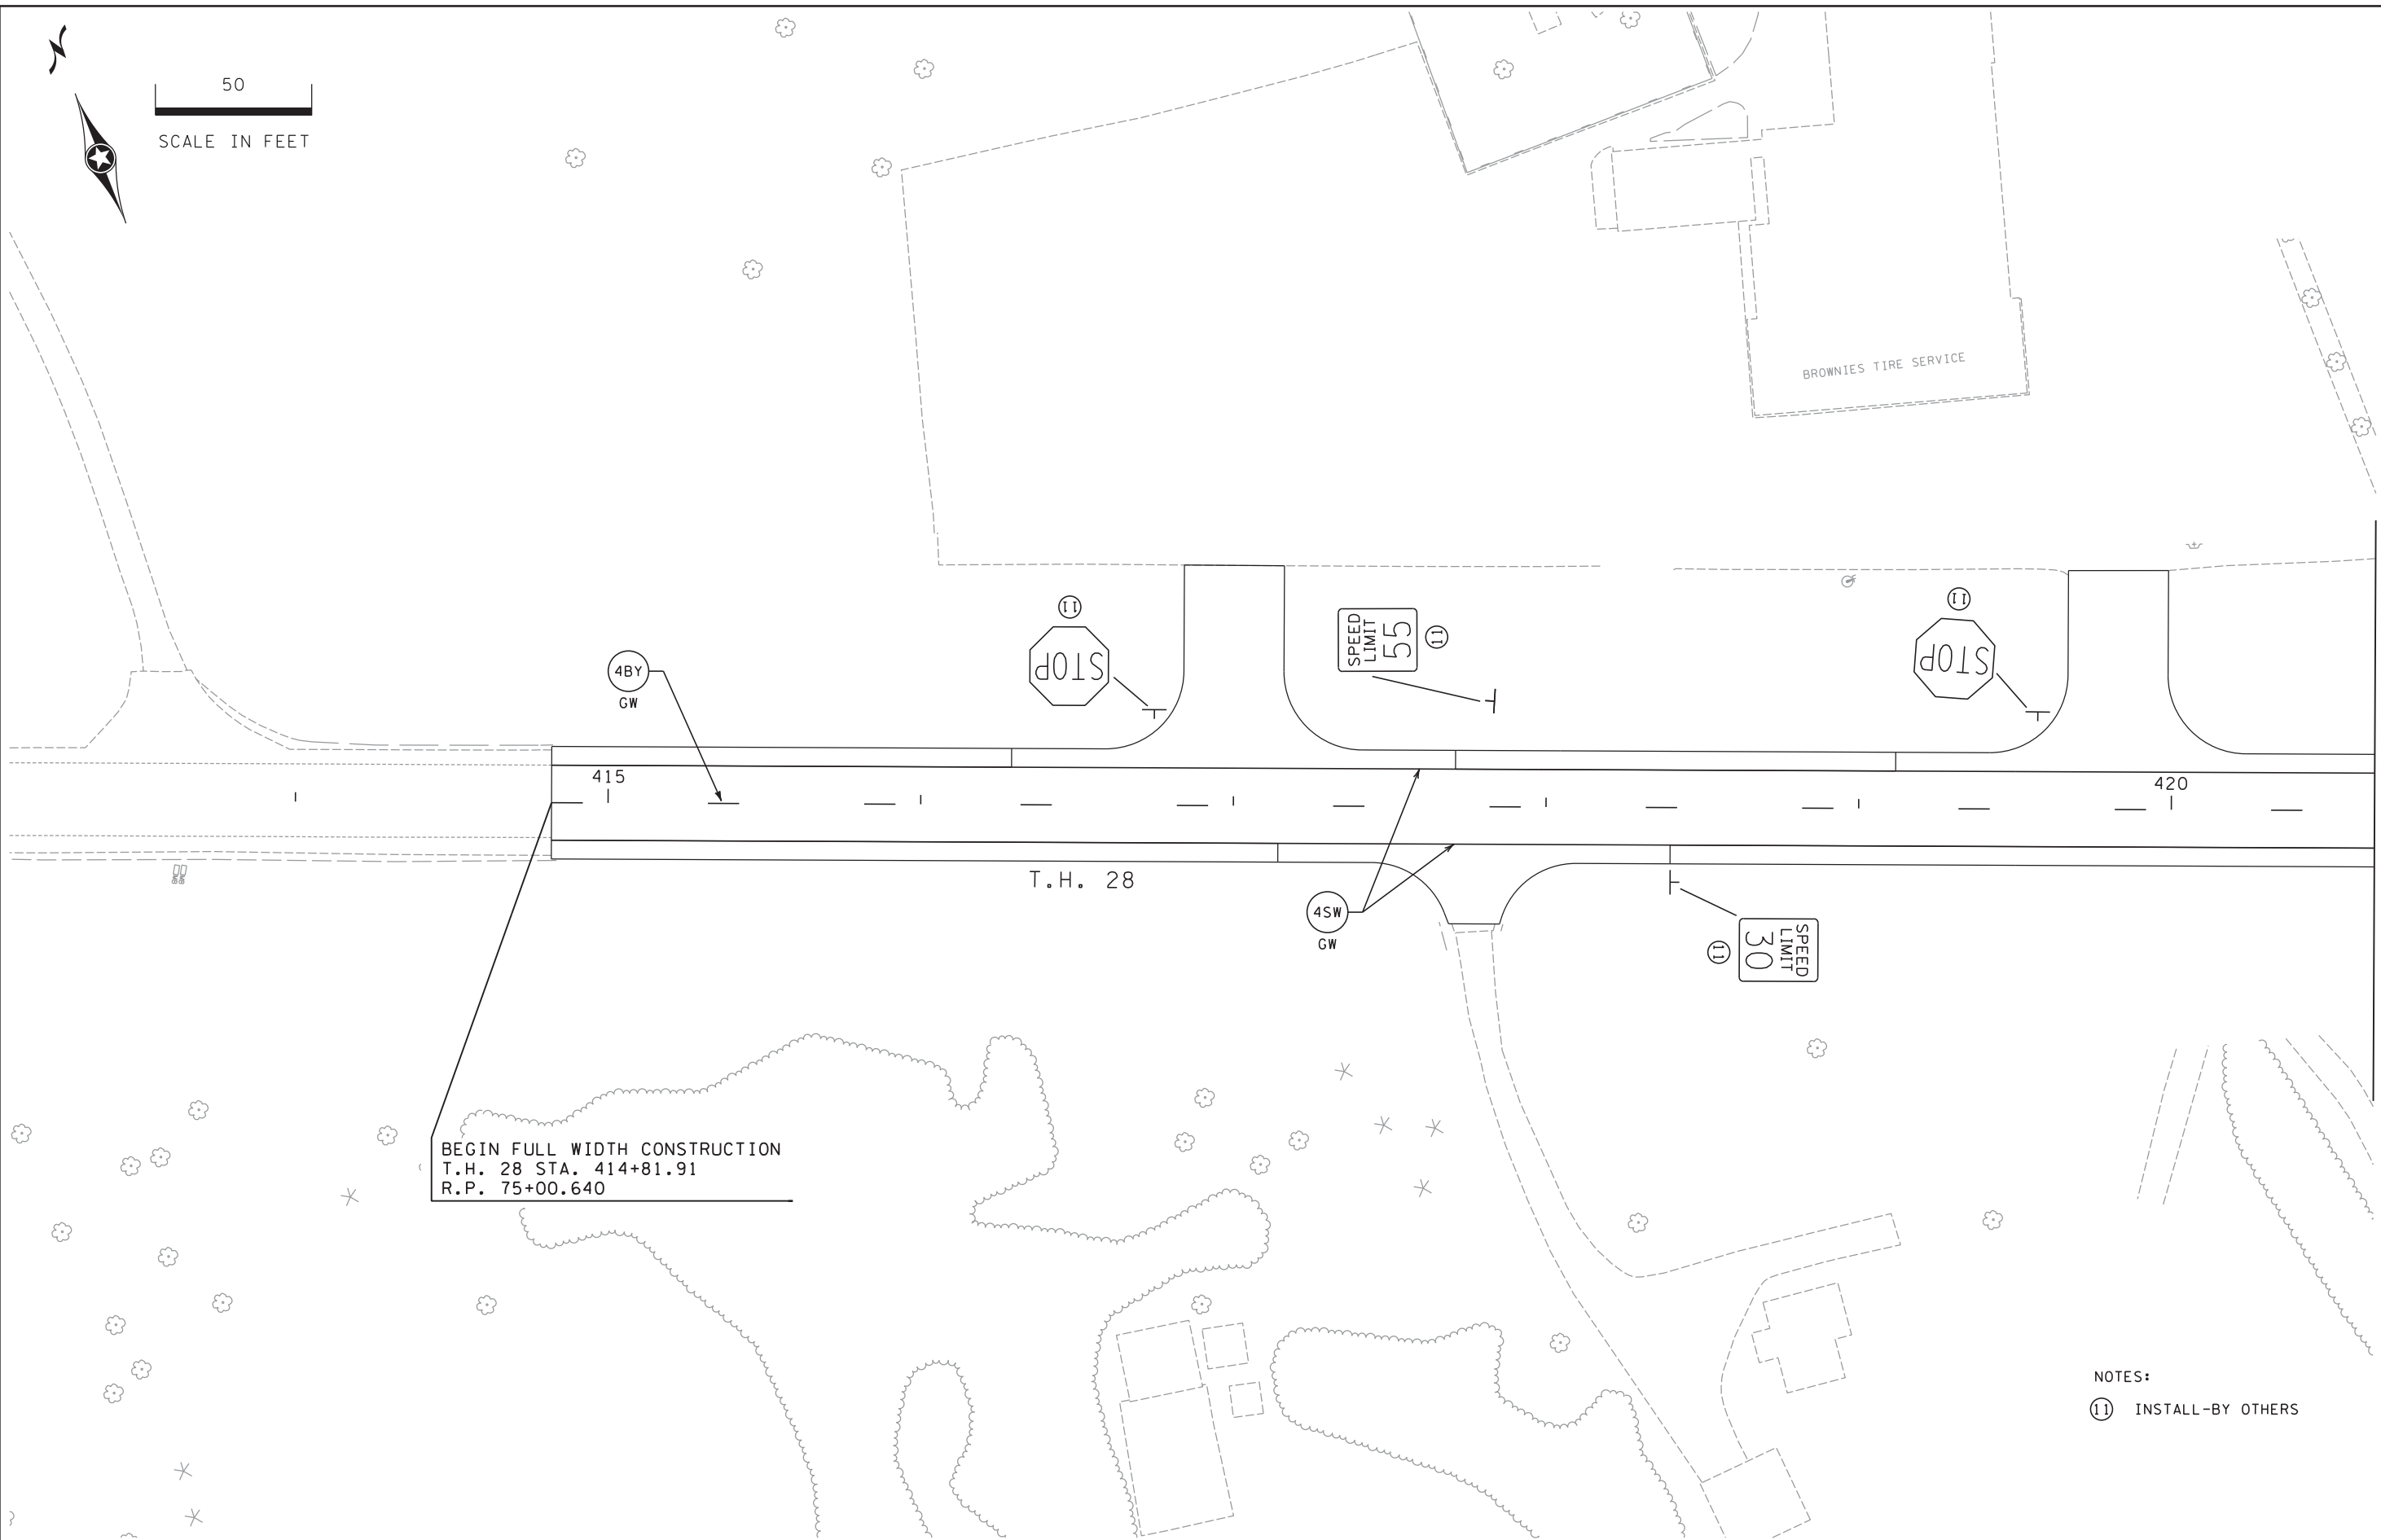 50
SCALE IN FEET
BROWNIES TIRE SERVICE
11
STOP
SPEED
LIMIT
55
11
11
STOP
4BY
GW
415
420
T.H. 28
4SW
GW
SPEED
LIMIT
30
11
BEGIN FULL WIDTH CONSTRUCTION
T.H. 28 STA. 414+81.91
R.P. 75+00.640
NOTES:
11 INSTALL-BY OTHERS